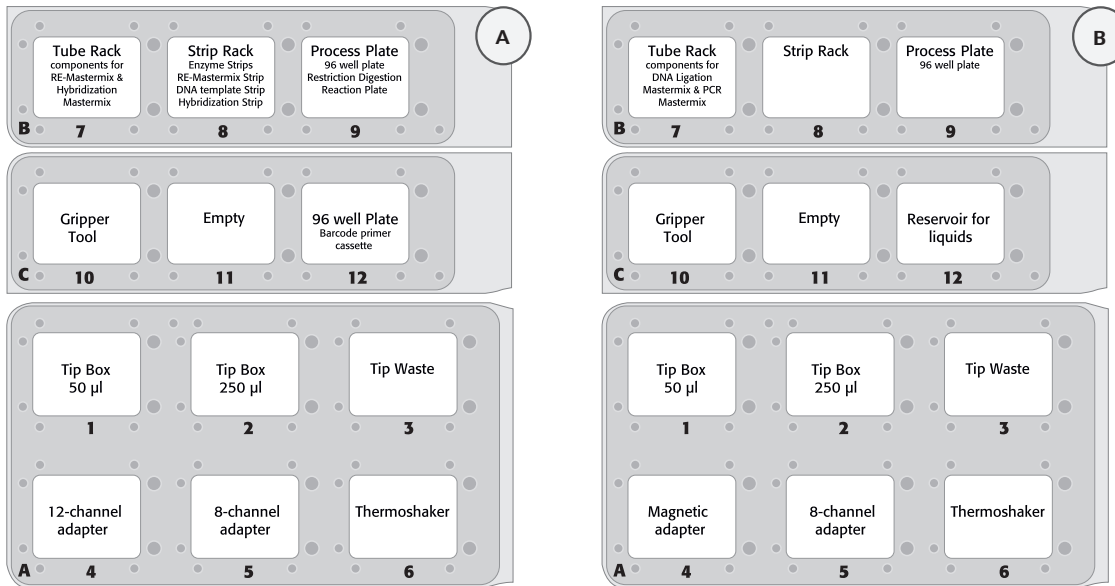 A
Tube Rack
components for
RE-Mastermix &
Hybridization
Mastermix
Strip Rack
Enzyme Strips
RE-Mastermix Strip
DNA template Strip
Hybridization Strip
Process Plate
96 well plate
Restriction Digestion
Reaction Plate
B 7 8 9
Gripper
Tool
Empty
96 well Plate
Barcode primer
cassette
C 10 11 12
Tip Box
50 µl
Tip Box
250 µl
Tip Waste
1 2 3
12-channel
adapter
8-channel
adapter
Thermoshaker
A 4 5 6
B
Tube Rack
components for
DNA Ligation
Mastermix & PCR
Mastermix
Strip Rack
Process Plate
96 well plate
B 7 8 9
Gripper
Tool
Empty
Reservoir for
liquids
C 10 11 12
Tip Box
50 µl
Tip Box
250 µl
Tip Waste
1 2 3
Magnetic
adapter
8-channel
adapter
Thermoshaker
A 4 5 6